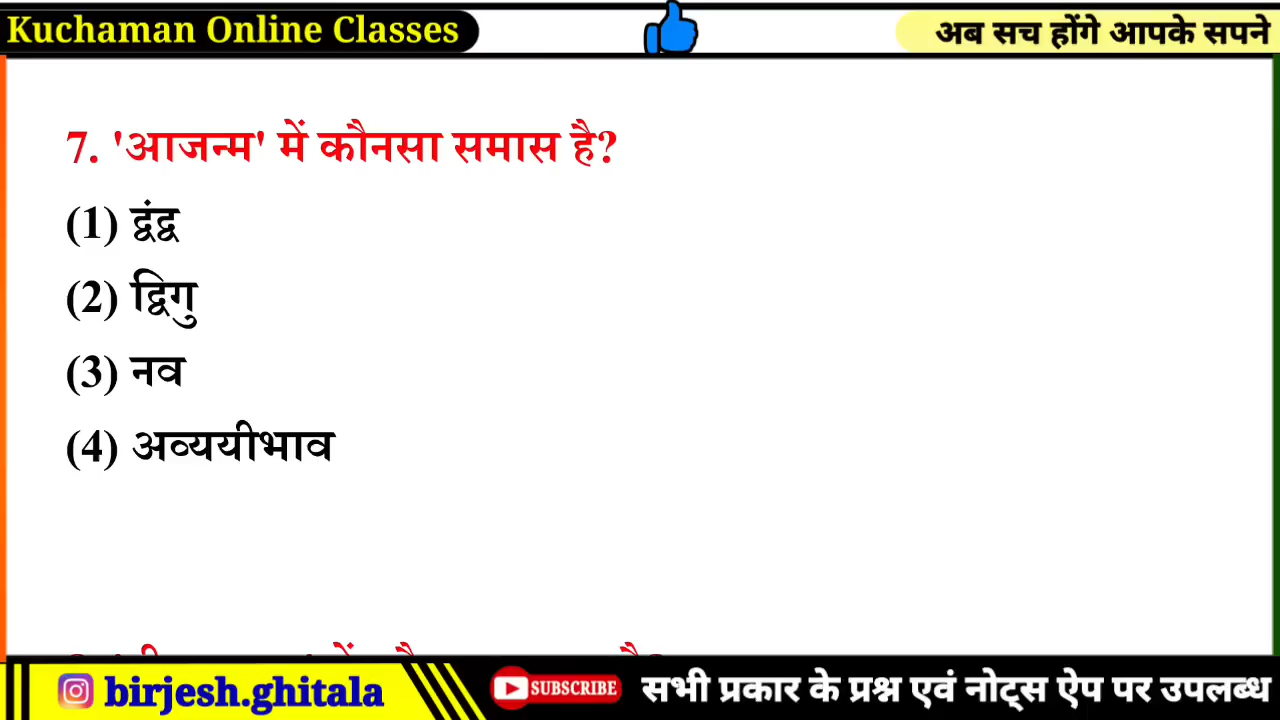 Kuchaman Online Classes
अब सच होंगे आपके सपने
7. 'आजन्म' में कौनसा समास है?
(1) द्वंद्व
(2) द्विगु
(3) नव
(4) अव्ययीभाव
birjesh.ghitala
SUBSCRIBE
सभी प्रकार के प्रश्न एवं नोट्स ऐप पर उपलब्ध